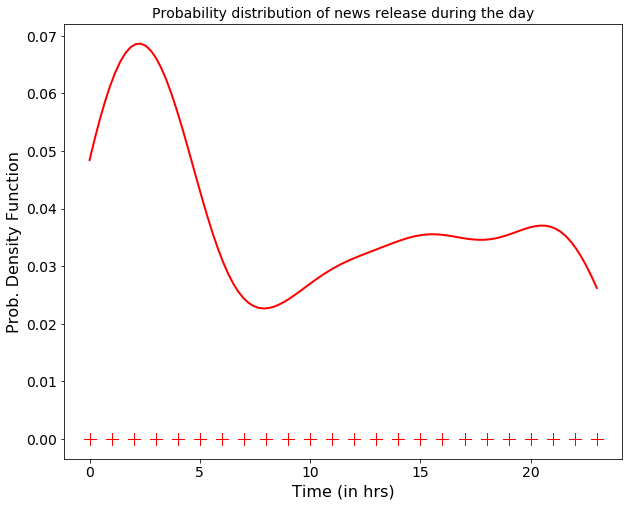 Probability distribution of news release during the day
0.07
0.06
0.05
0.04
0.03
0.02
0.01
0.00
Prob. Density Function
0 5 10 15 20
Time (in hrs)